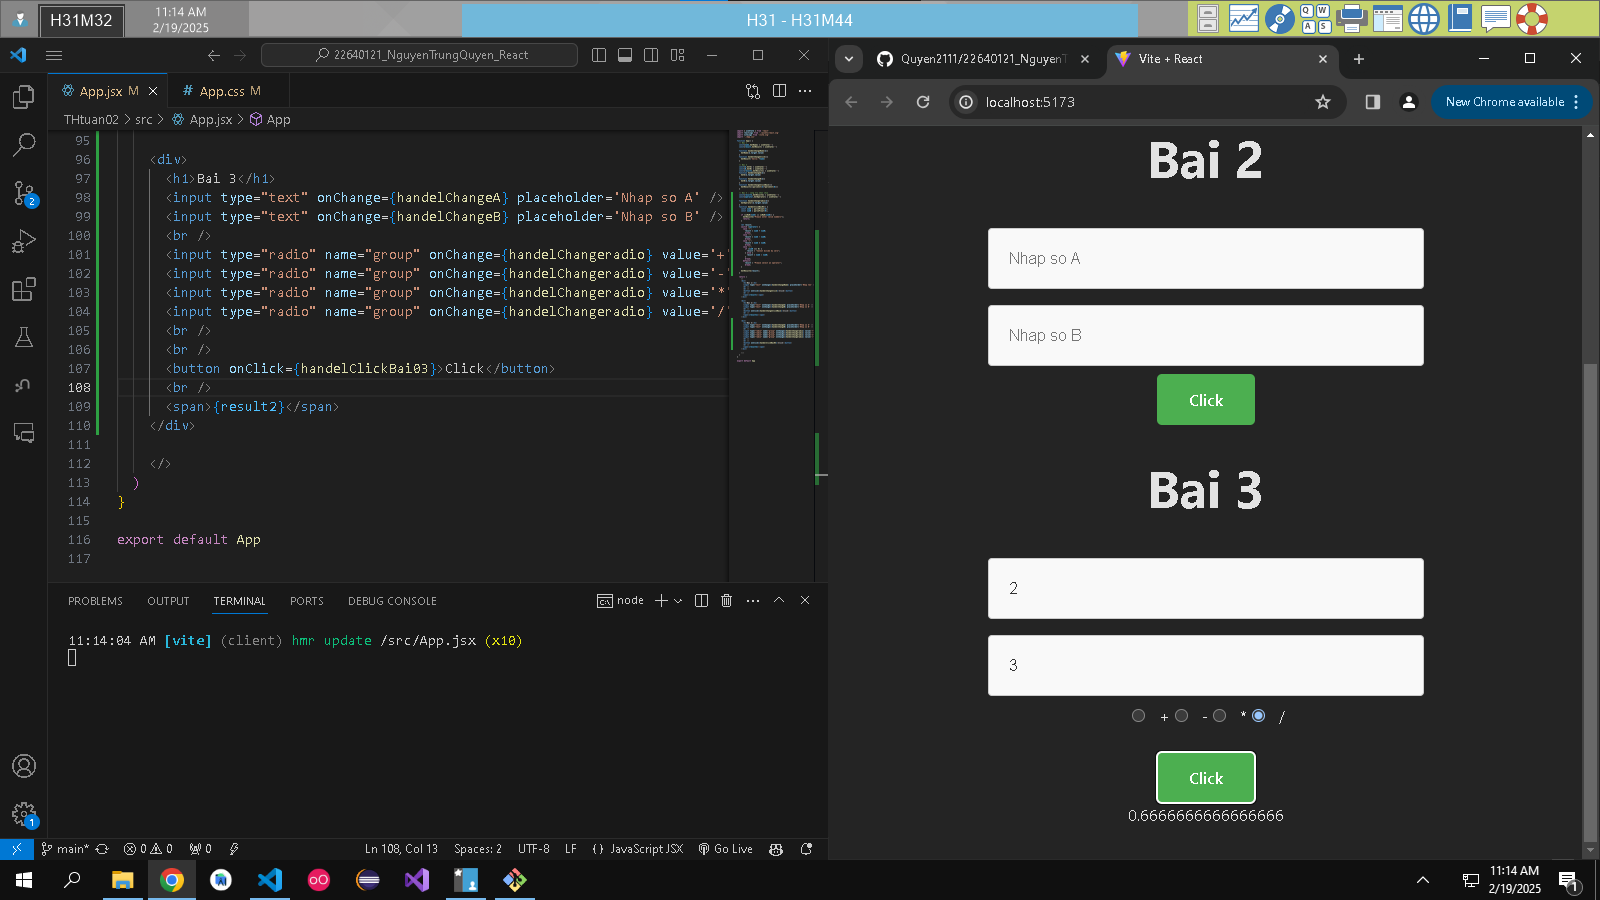 H31M32
11:14 AM
2/19/2025
H31 - H31M44
Q W
A S
22640121_NguyenTrungQuyen_React
App.jsx M
# App.css M
THtuan02 > src > App.jsx > App
95
96 <div>
97 <h1>Bai 3</h1>
98 <input type="text" onChange={handelChangeA} placeholder='Nhap so A' />
99 <input type="text" onChange={handelChangeB} placeholder='Nhap so B' />
100 <br />
101 <input type="radio" name="group" onChange={handelChangeradio} value='+'
102 <input type="radio" name="group" onChange={handelChangeradio} value='-'
103 <input type="radio" name="group" onChange={handelChangeradio} value='*'
104 <input type="radio" name="group" onChange={handelChangeradio} value='/'
105 <br />
106 <br />
107 <button onClick={handelClickBai03}>Click</button>
108 <br />
109 <span>{result2}</span>
110 </div>
111
112 </>
113 )
114 }
115
116 export default App
117
PROBLEMS OUTPUT TERMINAL PORTS DEBUG CONSOLE
node
11:14:04 AM [vite] (client) hmr update /src/App.jsx (x10)
2
1
main* 0 0 0
Ln 108, Col 13 Spaces: 2 UTF-8 LF {} JavaScript JSX Go Live
Quyen2111/22640121_NguyenT
Vite + React
localhost:5173
New Chrome available
Bai 2
Nhap so A
Nhap so B
Click
Bai 3
2
3
+ - * /
Click
0.6666666666666666
11:14 AM
2/19/2025
1